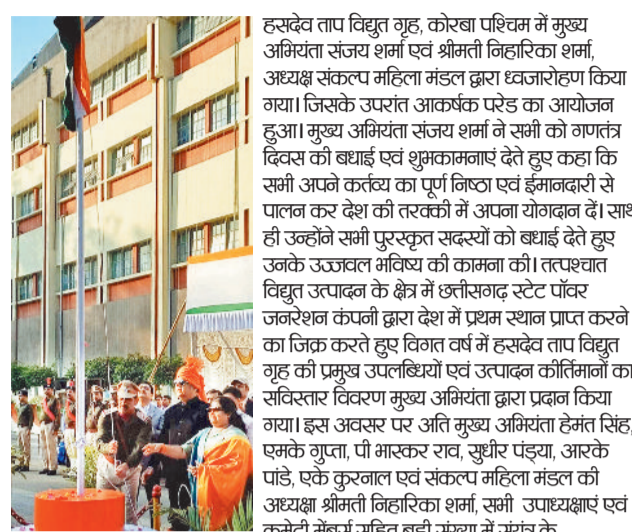 हसदेव ताप विद्युत गृह, कोरबा पश्चिम में मुख्य
अभियंता संजय शर्मा एवं श्रीमती निहारिका शर्मा,
अध्यक्ष संकल्प महिला मंडल द्वारा ध्वजारोहण किया
गया। जिसके उपरांत आकर्षक परेड का आयोजन
हुआ। मुख्य अभियंता संजय शर्मा ने सभी को गणतंत्र
दिवस की बधाई एवं शुभकामनाएं देते हुए कहा कि
सभी अपने कर्तव्य का पूर्ण निष्ठा एवं ईमानदारी से
पालन कर देश की तरक्की में अपना योगदान दें। साथ
ही उन्होंने सभी पुरस्कृत सदस्यों को बधाई देते हुए
उनके उज्जवल भविष्य की कामना की। तत्पश्चात
विद्युत उत्पादन के क्षेत्र में छत्तीसगढ़ स्टेट पॉवर
जनरेशन कंपनी द्वारा देश में प्रथम स्थान प्राप्त करने
का जिक्र करते हुए विगत वर्ष में हसदेव ताप विद्युत
गृह की प्रमुख उपलब्धियों एवं उत्पादन कीर्तिमानों का
सविस्तार विवरण मुख्य अभियंता द्वारा प्रदान किया
गया। इस अवसर पर अति मुख्य अभियंता हेमंत सिंह,
एमके गुप्ता, पी भास्कर राव, सुधीर पंड्या, आरके
पांडे, एके कुरनाल एवं संकल्प महिला मंडल की
अध्यक्षा श्रीमती निहारिका शर्मा, सभी उपाध्यक्षाएं एवं
कमेटी मेंबर्स सहित बड़ी संख्या में संयंत्र के